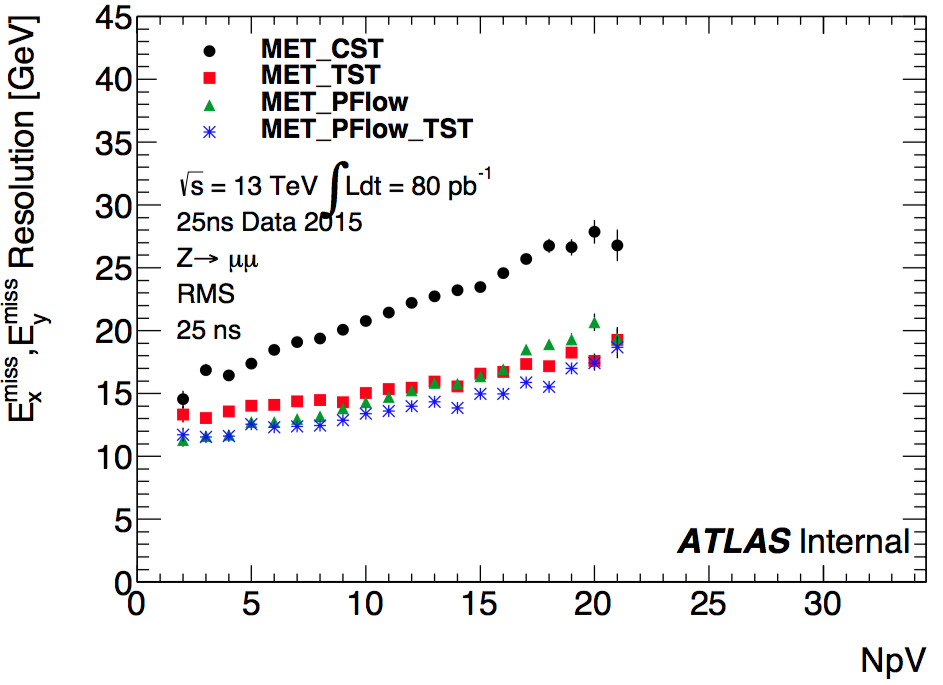 45
40
35
30
25
20
15
10
5
0
E_x^miss,E_y^miss Resolution [GeV]
MET_CST
MET_TST
MET_PFlow
MET_PFlow_TST
√s = 13 TeV ∫Ldt = 80 pb⁻¹
25ns Data 2015
Z→ μμ
RMS
25 ns
ATLAS Internal
0 5 10 15 20 25 30
NpV